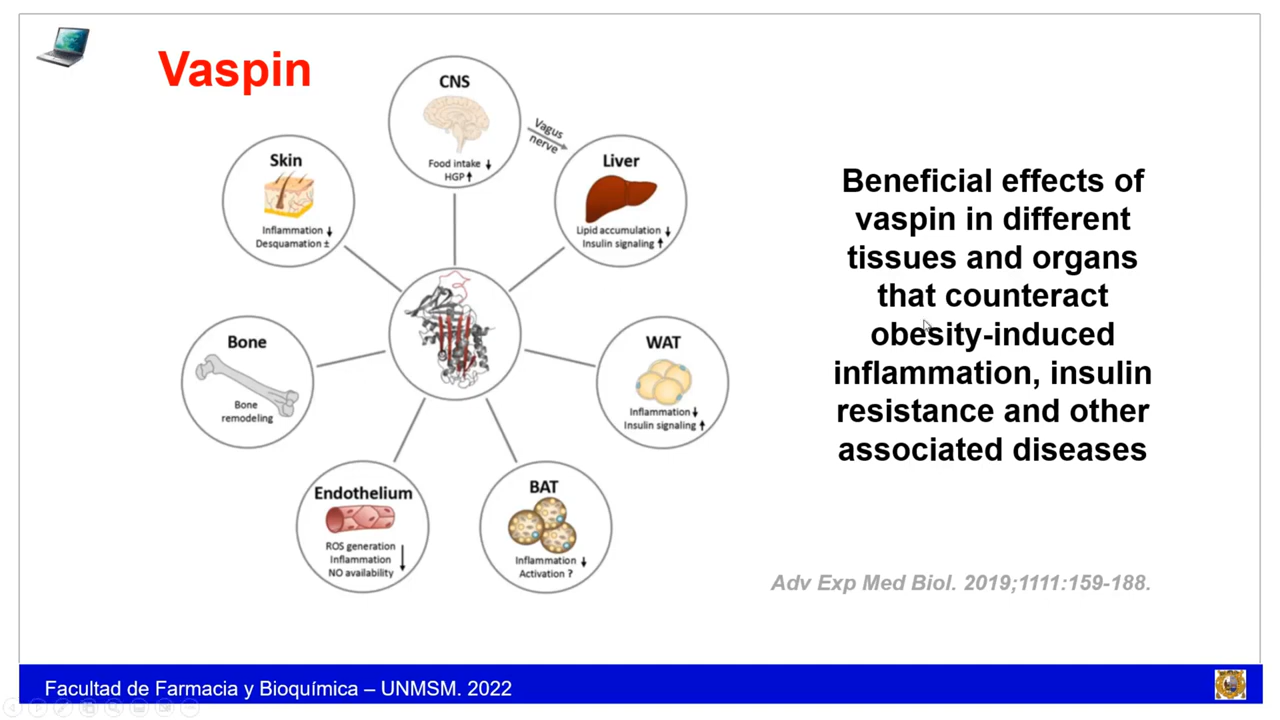 Vaspin
CNS
Food intake ↓
HGP ↑
Vagus
nerve
Skin
Inflammation ↓
Desquamation ±
Liver
Lipid accumulation ↓
Insulin signaling ↑
Bone
Bone
remodeling
WAT
Inflammation ↓
Insulin signaling ↑
Endothelium
ROS generation
Inflammation ↓
NO availability
BAT
Inflammation ↓
Activation ?
Beneficial effects of
vaspin in different
tissues and organs
that counteract
obesity-induced
inflammation, insulin
resistance and other
associated diseases
Adv Exp Med Biol. 2019;1111:159-188.
Facultad de Farmacia y Bioquímica – UNMSM. 2022